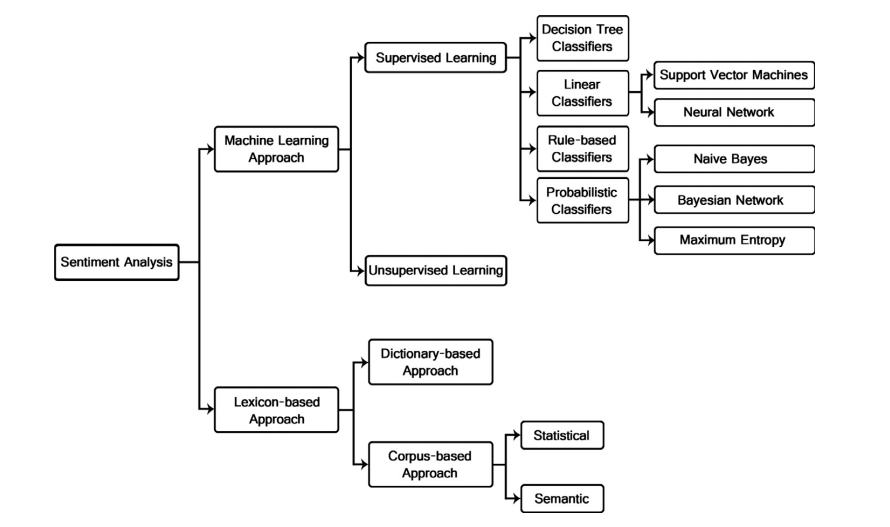 Decision Tree
Classifiers
Supervised Learning
Support Vector Machines
Linear
Classifiers
Neural Network
Machine Learning
Approach
Rule-based
Classifiers
Naive Bayes
Probabilistic
Classifiers
Bayesian Network
Maximum Entropy
Sentiment Analysis
Unsupervised Learning
Dictionary-based
Approach
Lexicon-based
Approach
Statistical
Corpus-based
Approach
Semantic